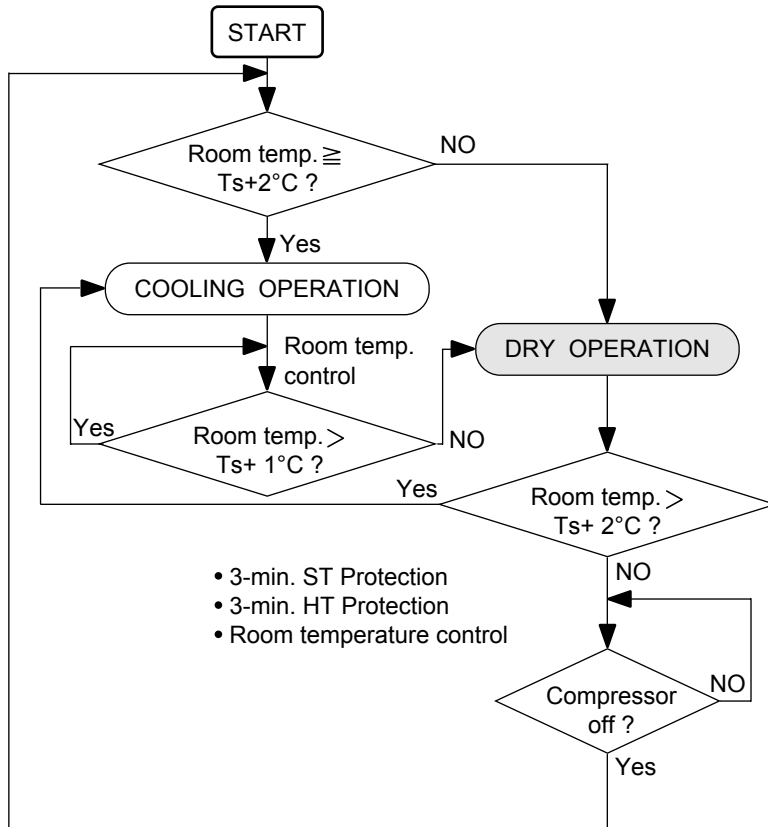 START
Room temp.≧
Ts+2°C ?
NO
Yes
COOLING OPERATION
Room temp.
control
DRY OPERATION
Yes
Room temp.>
Ts+ 1°C ?
NO
Yes
Room temp.>
Ts+ 2°C ?
NO
• 3-min. ST Protection
• 3-min. HT Protection
• Room temperature control
Compressor
off ?
NO
Yes